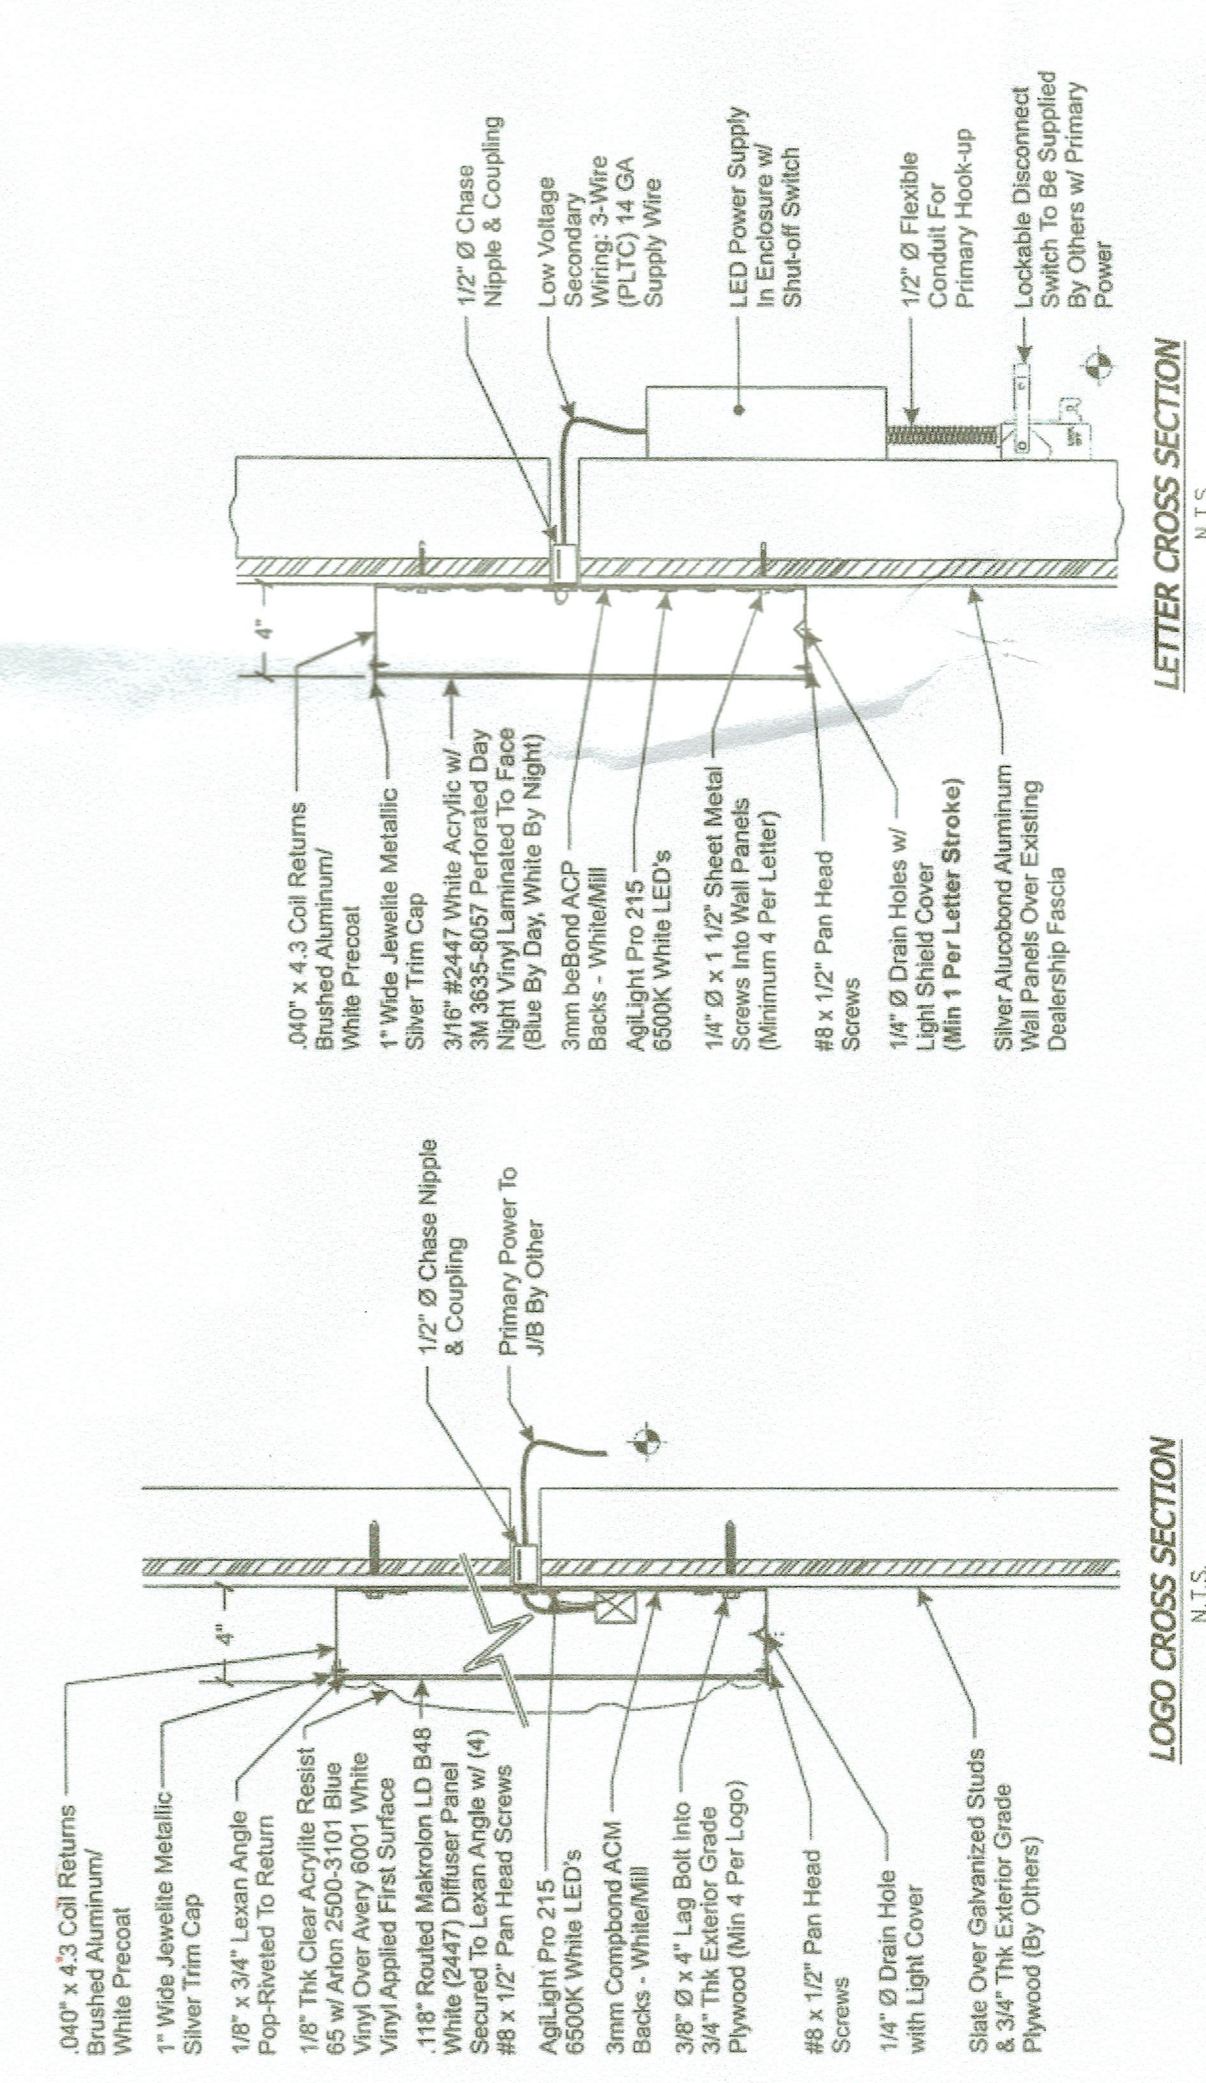 .040" x 4.3 Coil Returns
Brushed Aluminum/
White Precoat
1" Wide Jewelite Metallic
Silver Trim Cap
1/8" x 3/4" Lexan Angle
Pop-Riveted To Return
1/8" Thk Clear Acrylite Resist
65 w/ Arlon 2500-3101 Blue
Vinyl Over Avery 6001 White
Vinyl Applied First Surface
.118" Routed Makrolon LD B48
White (2447) Diffuser Panel
Secured To Lexan Angle w/ (4)
#8 x 1/2" Pan Head Screws
AgiLight Pro 215
6500K White LED's
3mm Compbond ACM
Backs - White/Mill
3/8" Ø x 4" Lag Bolt Into
3/4" Thk Exterior Grade
Plywood (Min 4 Per Logo)
#8 x 1/2" Pan Head
Screws
1/4" Ø Drain Hole
with Light Cover
Slate Over Galvanized Studs
& 3/4" Thk Exterior Grade
Plywood (By Others)
4"
1/2" Ø Chase Nipple
& Coupling
Primary Power To
J/B By Other
LOGO CROSS SECTION
N.T.S.
.040" x 4.3 Coil Returns
Brushed Aluminum/
White Precoat
1" Wide Jewelite Metallic
Silver Trim Cap
3/16" #2447 White Acrylic w/
3M 3635-8057 Perforated Day
Night Vinyl Laminated To Face
(Blue By Day, White By Night)
3mm beBond ACP
Backs - White/Mill
AgiLight Pro 215
6500K White LED's
1/4" Ø x 1 1/2" Sheet Metal
Screws Into Wall Panels
(Minimum 4 Per Letter)
#8 x 1/2" Pan Head
Screws
1/4" Ø Drain Holes w/
Light Shield Cover
(Min 1 Per Letter Stroke)
Silver Alucobond Aluminum
Wall Panels Over Existing
Dealership Fascia
4"
1/2" Ø Chase
Nipple & Coupling
Low Voltage
Secondary
Wiring: 3-Wire
(PLTC) 14 GA
Supply Wire
LED Power Supply
In Enclosure w/
Shut-off Switch
1/2" Ø Flexible
Conduit For
Primary Hook-up
Lockable Disconnect
Switch To Be Supplied
By Others w/ Primary
Power
LETTER CROSS SECTION
N.T.S.